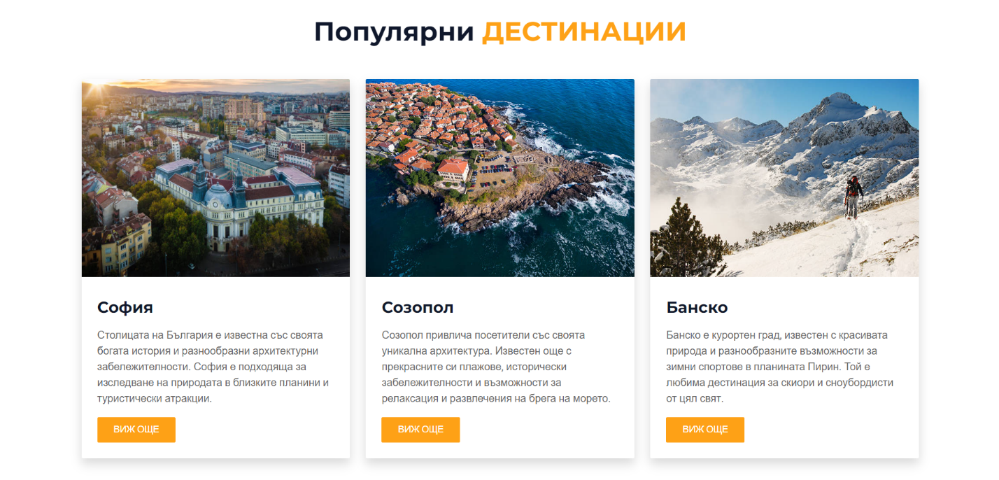 Популярни ДЕСТИНАЦИИ
София
Столицата на България е известна със своята
богата история и разнообразни архитектурни
забележителности. София е подходяща за
изследване на природата в близките планини и
туристически атракции.
ВИЖ ОЩЕ
Созопол
Созопол привлича посетители със своята
уникална архитектура. Известен още с
прекрасните си плажове, исторически
забележителности и възможности за
релаксация и развлечения на брега на морето.
ВИЖ ОЩЕ
Банско
Банско е курортен град, известен с красивата
природа и разнообразните възможности за
зимни спортове в планината Пирин. Той е
любима дестинация за скиори и сноубордисти
от цял свят.
ВИЖ ОЩЕ